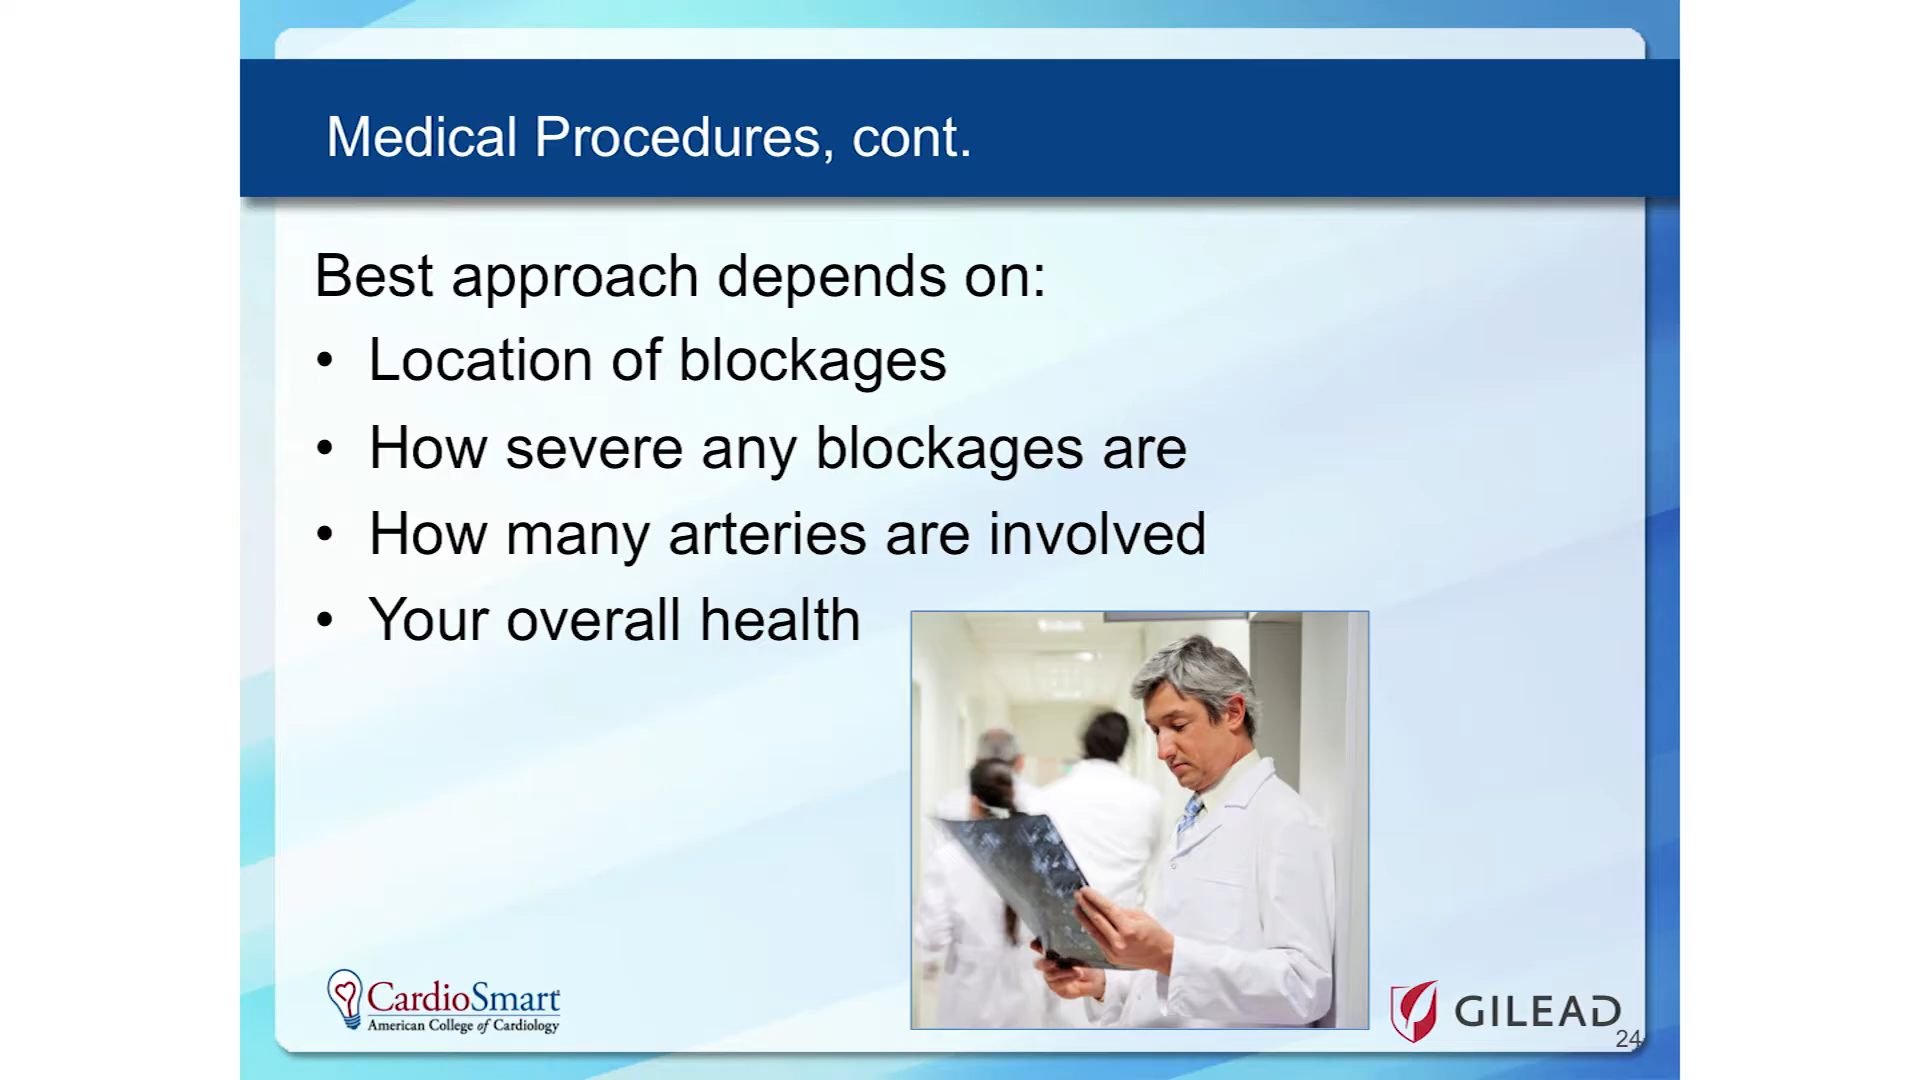 Medical Procedures, cont.
Best approach depends on:
• Location of blockages
• How severe any blockages are
• How many arteries are involved
• Your overall health
CardioSmart
American College of Cardiology
GILEAD
24